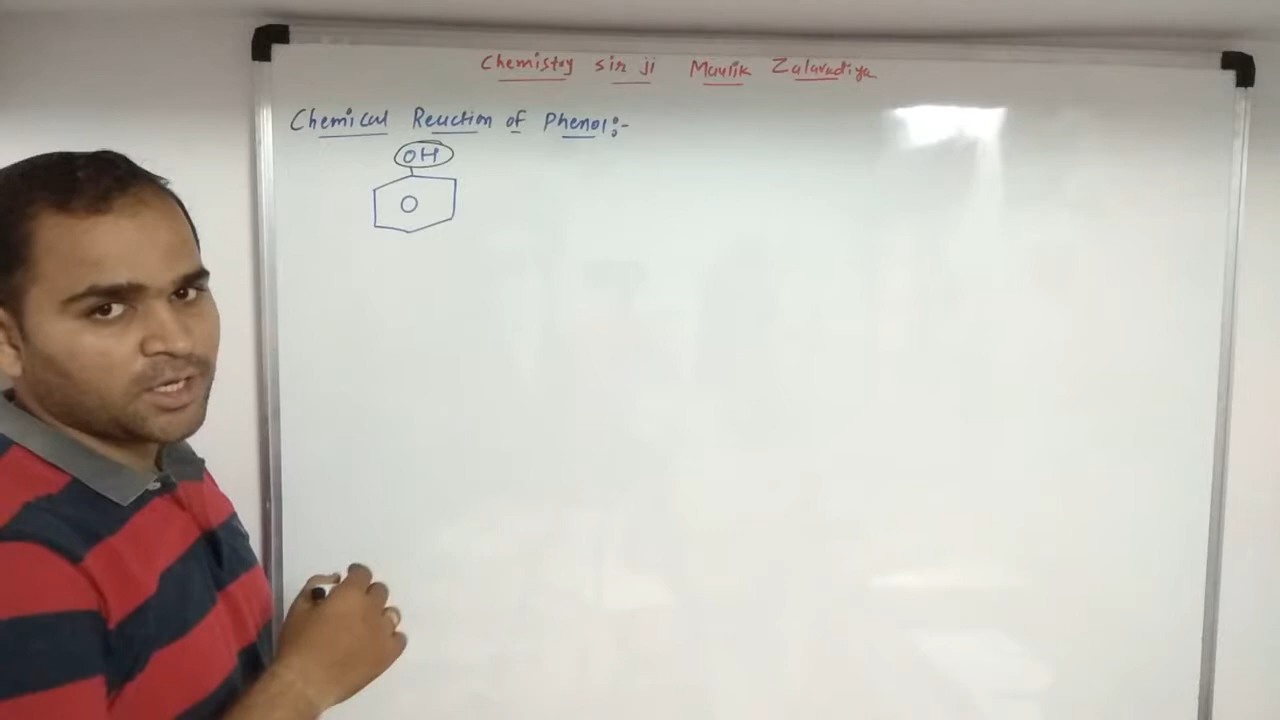 Chemistry sir ji Maulik Zalavadiya
Chemical Reaction of Phenol:-
OH